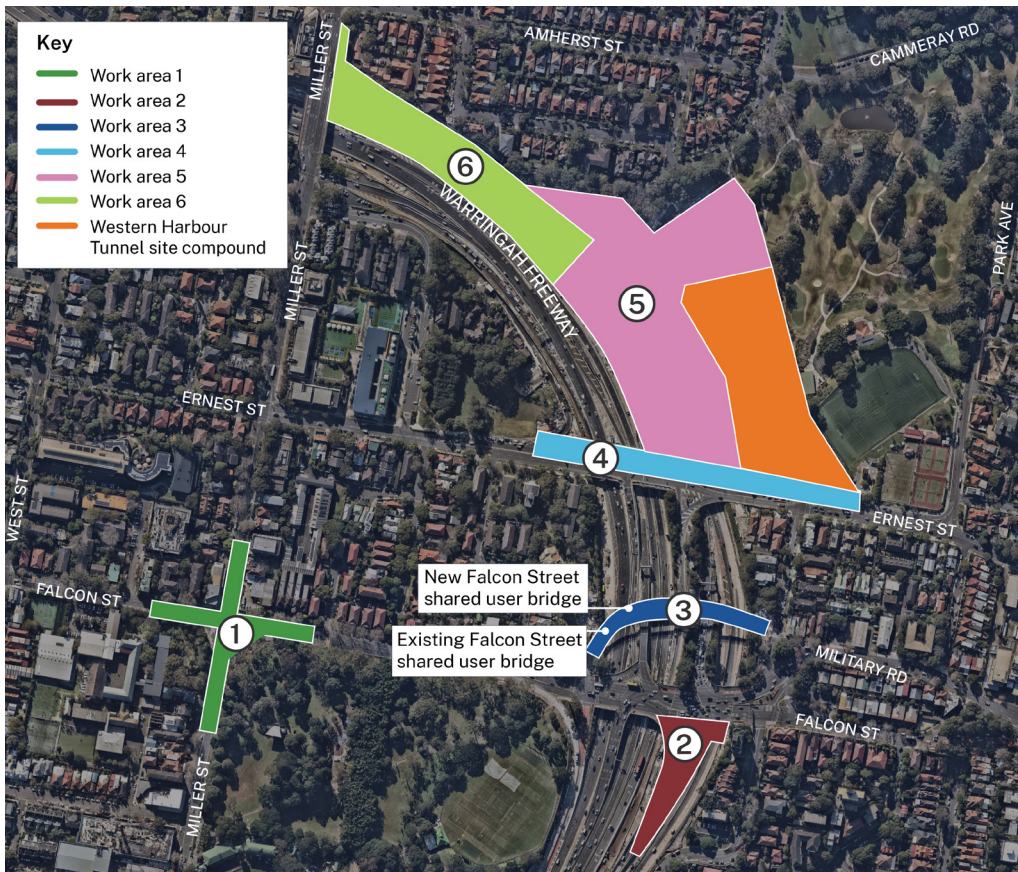 Key
Work area 1
Work area 2
Work area 3
Work area 4
Work area 5
Work area 6
Western Harbour
Tunnel site compound
MILLER ST
AMHERST ST
CAMMERAY RD
6
WARRINGAH FREEWAY
PARK AVE
MILLER ST
5
ERNEST ST
4
WEST ST
ERNEST ST
New Falcon Street
shared user bridge
3
FALCON ST
1
Existing Falcon Street
shared user bridge
MILITARY RD
FALCON ST
2
MILLER ST